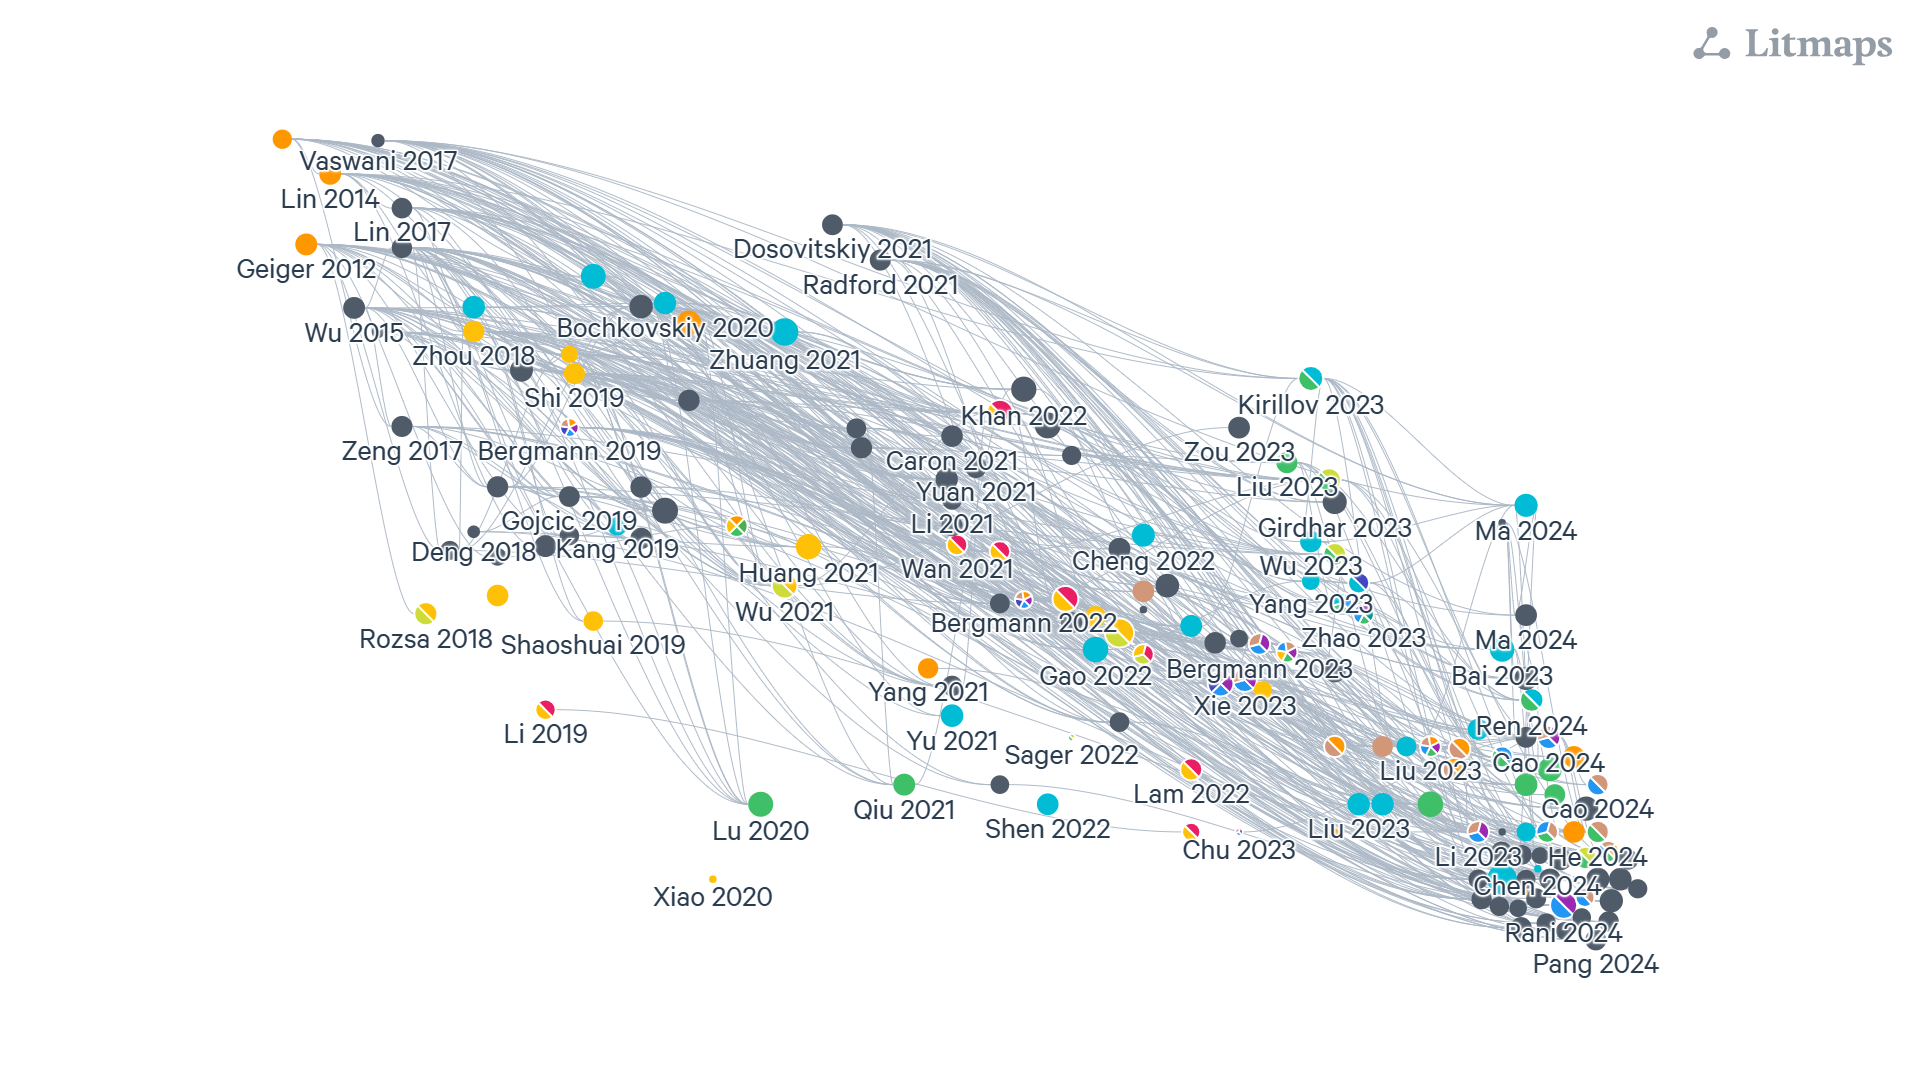 Litmaps
Vaswani 2017
Lin 2014
Lin 2017
Dosovitskiy 2021
Geiger 2012
Radford 2021
Wu 2015
Bochkovskiy 2020
Zhou 2018
Zhuang 2021
Shi 2019
Kirillov 2023
Khan 2022
Zeng 2017
Bergmann 2019
Zou 2023
Caron 2021
Liu 2023
Yuan 2021
Gojcic 2019
Li 2021
Girdhar 2023
Ma 2024
Deng 2018
Kang 2019
Cheng 2022
Wu 2023
Huang 2021
Wan 2021
Yang 2023
Wu 2021
Bergmann 2022
Rozsa 2018
Shaoshuai 2019
Zhao 2023
Ma 2024
Gao 2022
Bergmann 2023
Bai 2023
Yang 2021
Xie 2023
Ren 2024
Li 2019
Yu 2021
Sager 2022
Liu 2023
Cao 2024
Lam 2022
Qiu 2021
Cao 2024
Lu 2020
Shen 2022
Liu 2023
Chu 2023
Li 2023
He 2024
Chen 2024
Xiao 2020
Rani 2024
Pang 2024